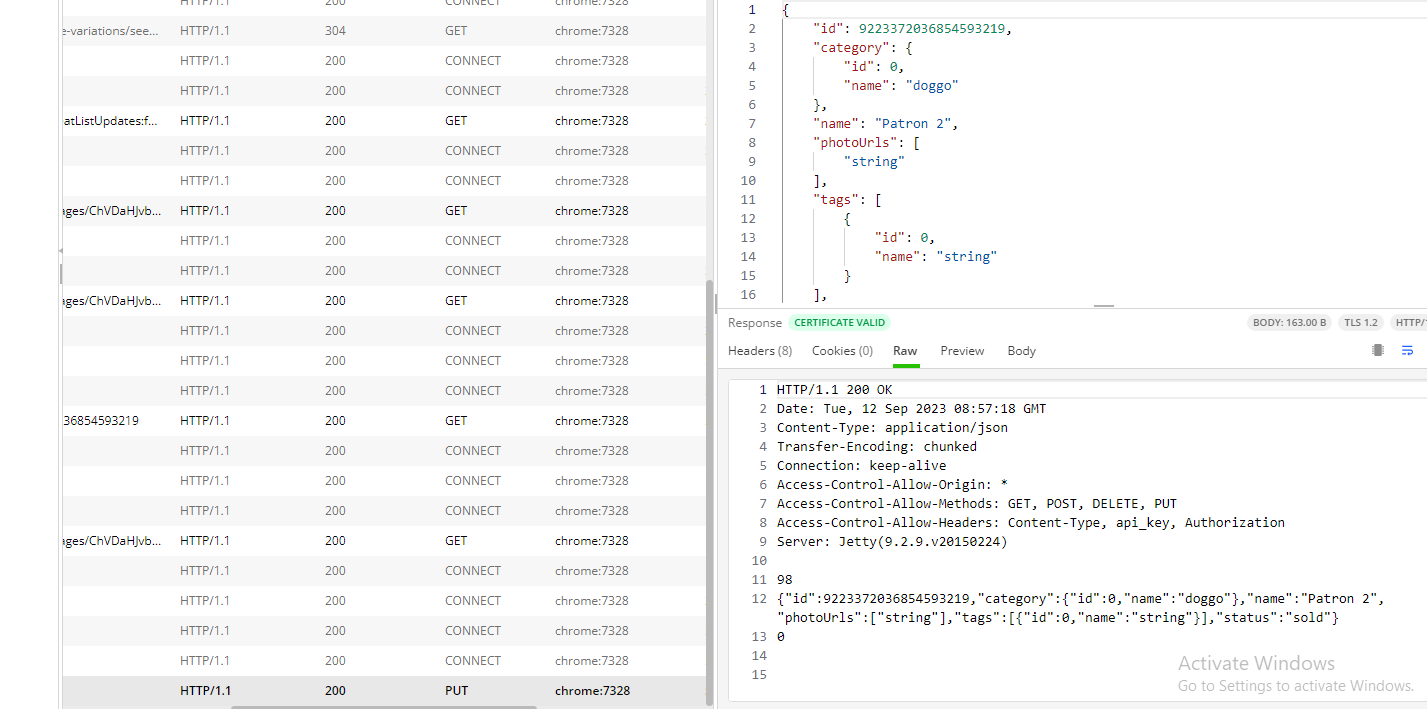 HTTP/1.1 200 CONNECT chrome:7328
e-variations/see... HTTP/1.1 304 GET chrome:7328
HTTP/1.1 200 CONNECT chrome:7328
HTTP/1.1 200 CONNECT chrome:7328
atListUpdates:f... HTTP/1.1 200 GET chrome:7328
HTTP/1.1 200 CONNECT chrome:7328
HTTP/1.1 200 CONNECT chrome:7328
ages/ChVDaHJvb... HTTP/1.1 200 GET chrome:7328
HTTP/1.1 200 CONNECT chrome:7328
HTTP/1.1 200 CONNECT chrome:7328
ages/ChVDaHJvb... HTTP/1.1 200 GET chrome:7328
HTTP/1.1 200 CONNECT chrome:7328
HTTP/1.1 200 CONNECT chrome:7328
HTTP/1.1 200 CONNECT chrome:7328
36854593219 HTTP/1.1 200 GET chrome:7328
HTTP/1.1 200 CONNECT chrome:7328
HTTP/1.1 200 CONNECT chrome:7328
HTTP/1.1 200 CONNECT chrome:7328
ages/ChVDaHJvb... HTTP/1.1 200 GET chrome:7328
HTTP/1.1 200 CONNECT chrome:7328
HTTP/1.1 200 CONNECT chrome:7328
HTTP/1.1 200 CONNECT chrome:7328
HTTP/1.1 200 CONNECT chrome:7328
HTTP/1.1 200 PUT chrome:7328
1 {
2 "id": 9223372036854593219,
3 "category": {
4 "id": 0,
5 "name": "doggo"
6 },
7 "name": "Patron 2",
8 "photoUrls": [
9 "string"
10 ],
11 "tags": [
12 {
13 "id": 0,
14 "name": "string"
15 }
16 ],
Response CERTIFICATE VALID BODY: 163.00 B TLS 1.2 HTTP/
Headers (8) Cookies (0) Raw Preview Body
1 HTTP/1.1 200 OK
2 Date: Tue, 12 Sep 2023 08:57:18 GMT
3 Content-Type: application/json
4 Transfer-Encoding: chunked
5 Connection: keep-alive
6 Access-Control-Allow-Origin: *
7 Access-Control-Allow-Methods: GET, POST, DELETE, PUT
8 Access-Control-Allow-Headers: Content-Type, api_key, Authorization
9 Server: Jetty(9.2.9.v20150224)
10
11 98
12 {"id":9223372036854593219,"category":{"id":0,"name":"doggo"},"name":"Patron 2",
"photoUrls":["string"],"tags":[{"id":0,"name":"string"}],"status":"sold"}
13 0
14
15
Activate Windows
Go to Settings to activate Windows.